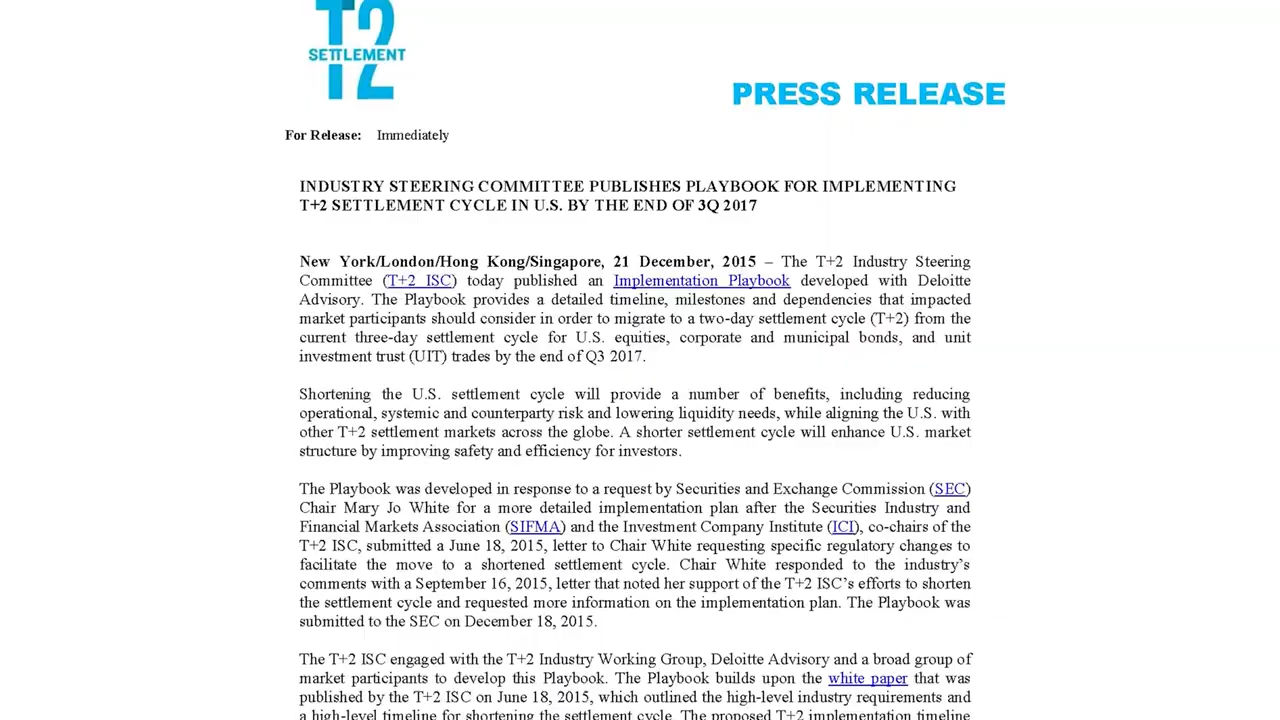 T2
SETTLEMENT
T2
PRESS RELEASE
For Release: Immediately
INDUSTRY STEERING COMMITTEE PUBLISHES PLAYBOOK FOR IMPLEMENTING
T+2 SETTLEMENT CYCLE IN U.S. BY THE END OF 3Q 2017
New York/London/Hong Kong/Singapore, 21 December, 2015 – The T+2 Industry Steering
Committee (T+2 ISC) today published an Implementation Playbook developed with Deloitte
Advisory. The Playbook provides a detailed timeline, milestones and dependencies that impacted
market participants should consider in order to migrate to a two-day settlement cycle (T+2) from the
current three-day settlement cycle for U.S. equities, corporate and municipal bonds, and unit
investment trust (UIT) trades by the end of Q3 2017.
Shortening the U.S. settlement cycle will provide a number of benefits, including reducing
operational, systemic and counterparty risk and lowering liquidity needs, while aligning the U.S. with
other T+2 settlement markets across the globe. A shorter settlement cycle will enhance U.S. market
structure by improving safety and efficiency for investors.
The Playbook was developed in response to a request by Securities and Exchange Commission (SEC)
Chair Mary Jo White for a more detailed implementation plan after the Securities Industry and
Financial Markets Association (SIFMA) and the Investment Company Institute (ICI), co-chairs of the
T+2 ISC, submitted a June 18, 2015, letter to Chair White requesting specific regulatory changes to
facilitate the move to a shortened settlement cycle. Chair White responded to the industry’s
comments with a September 16, 2015, letter that noted her support of the T+2 ISC’s efforts to shorten
the settlement cycle and requested more information on the implementation plan. The Playbook was
submitted to the SEC on December 18, 2015.
The T+2 ISC engaged with the T+2 Industry Working Group, Deloitte Advisory and a broad group of
market participants to develop this Playbook. The Playbook builds upon the white paper that was
published by the T+2 ISC on June 18, 2015, which outlined the high-level industry requirements and
a high-level timeline for shortening the settlement cycle. The proposed T+2 implementation timeline